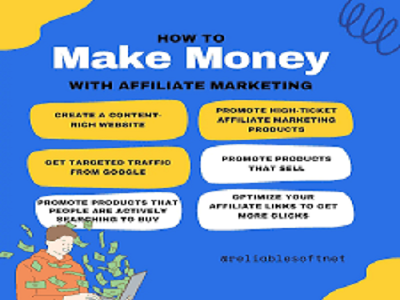 HOW TO
Make Money
WITH AFFILIATE MARKETING
CREATE A CONTENT-
RICH WEBSITE
PROMOTE HIGH-TICKET
AFFILIATE MARKETING
PRODUCTS
GET TARGETED TRAFFIC
FROM GOOGLE
PROMOTE PRODUCTS
THAT SELL
PROMOTE PRODUCTS THAT
PEOPLE ARE ACTIVELY
SEARCHING TO BUY
OPTIMIZE YOUR
AFFILIATE LINKS TO GET
MORE CLICKS
@reliablesoftnet